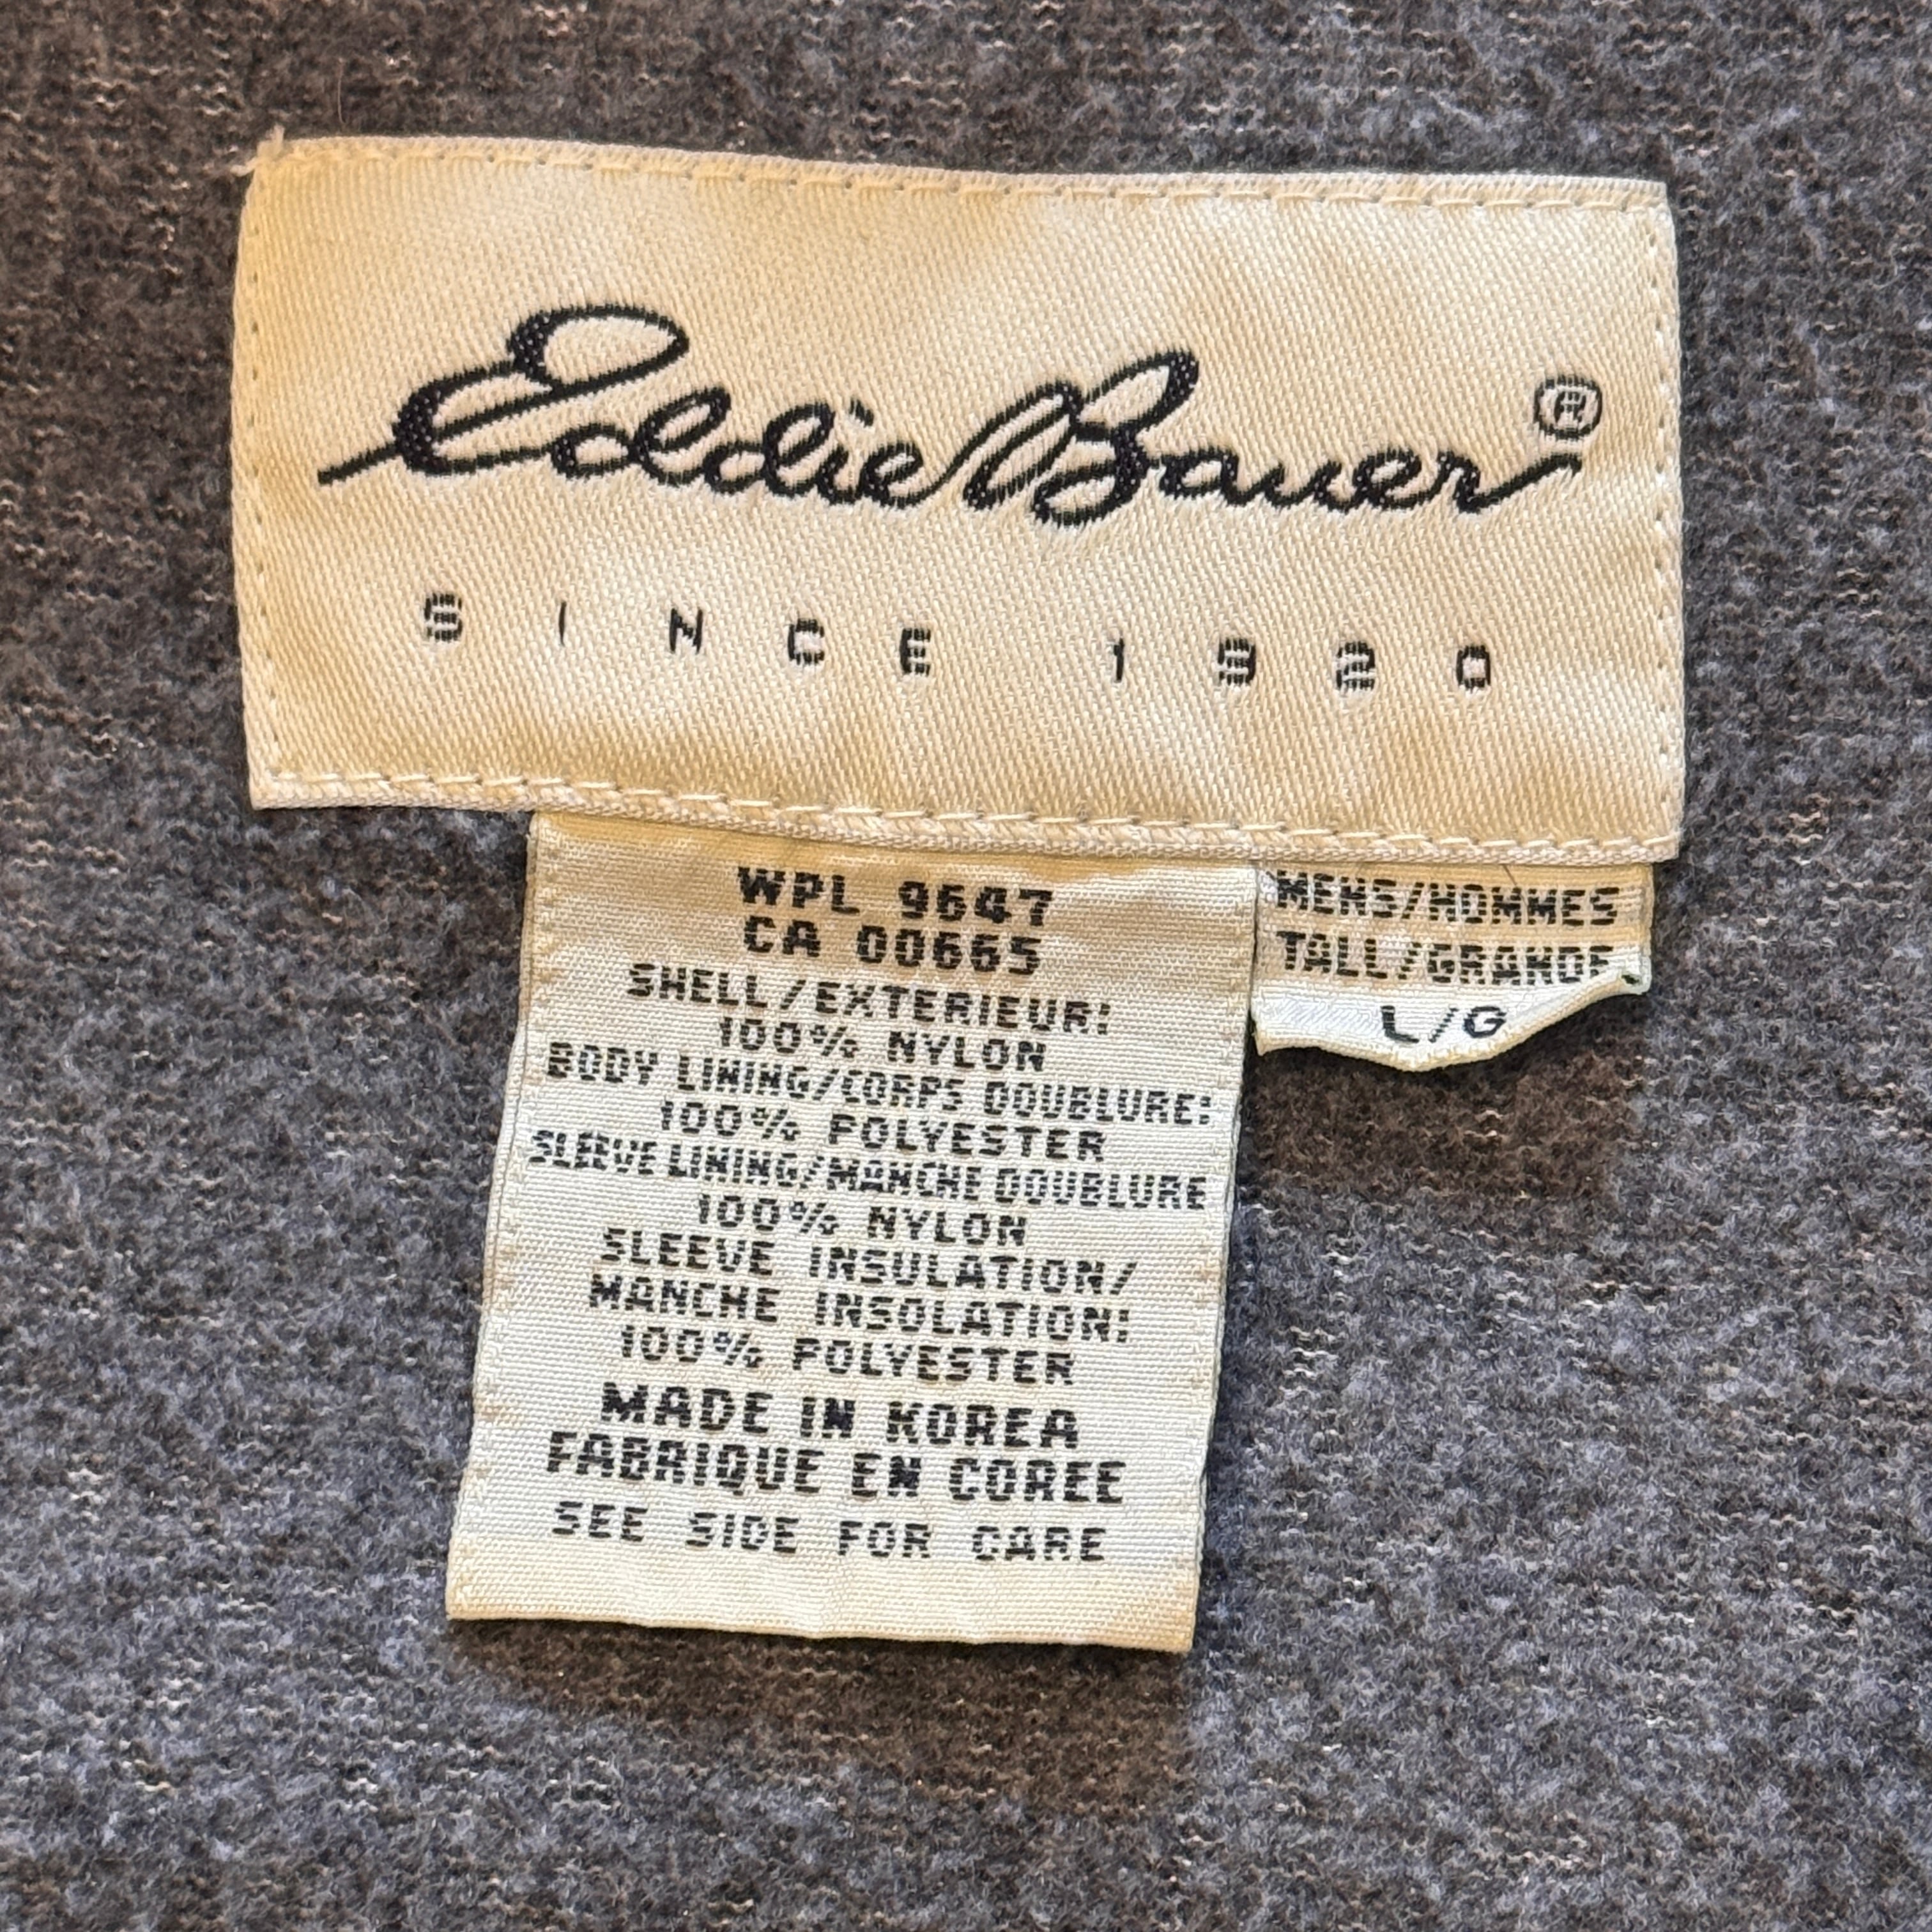 Eddie Bauer®
SINCE 1920
WPL 9647
CA 00665
SHELL/EXTERIEUR:
100% NYLON
BODY LINING/CORPS DOUBLURE:
100% POLYESTER
SLEEVE LINING/MANCHE DOUBLURE
100% NYLON
SLEEVE INSULATION/
MANCHE INSOLATION:
100% POLYESTER
MADE IN KOREA
FABRIQUE EN COREE
SEE SIDE FOR CARE
MENS/HOMMES
TALL/GRANDE
L/G